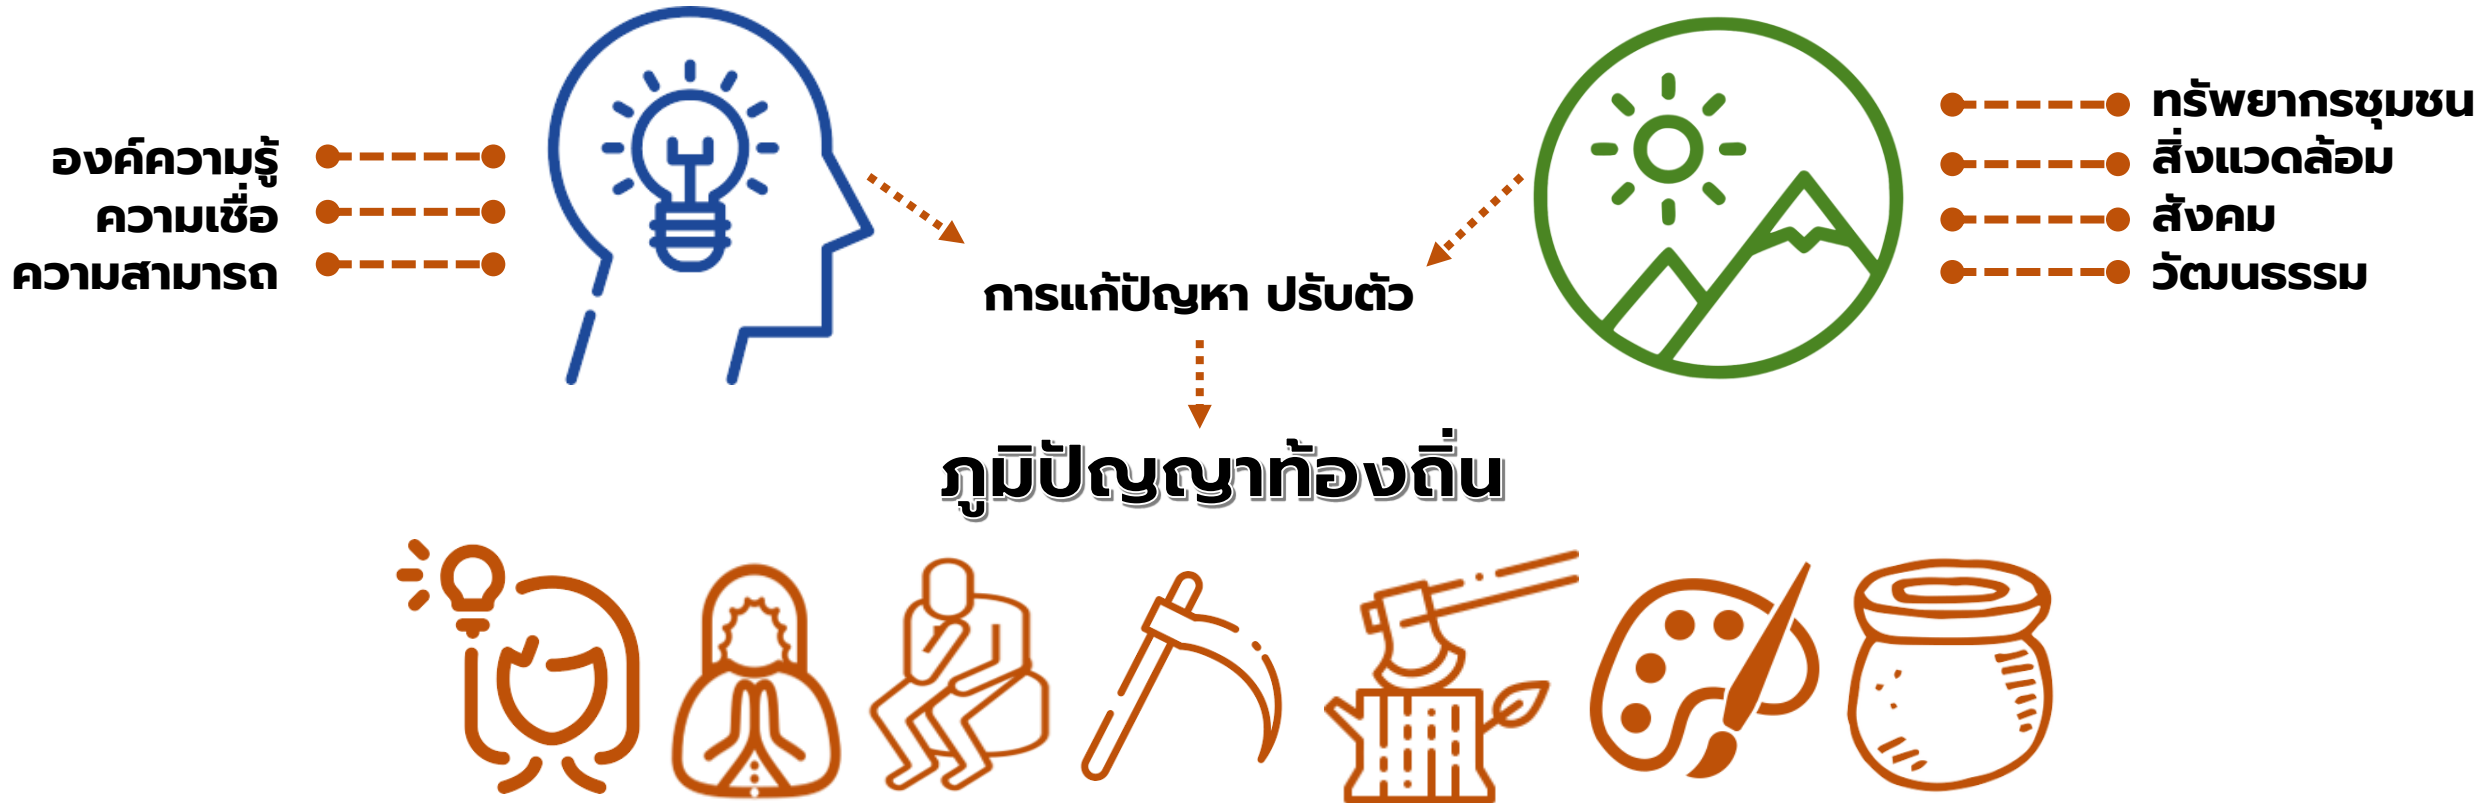 องค์ความรู้
ความเชื่อ
ความสามารถ
ทรัพยากรชุมชน
สิ่งแวดล้อม
สังคม
วัฒนธรรม
การแก้ปัญหา ปรับตัว
ภูมิปัญญาท้องถิ่น